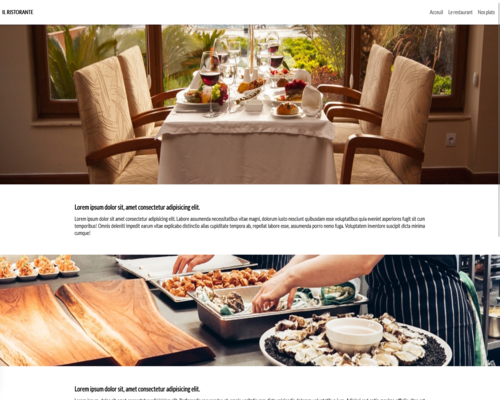 IL RISTORANTE
Acceuil Le restaurant Nos plats
Lorem ipsum dolor sit, amet consectetur adipisicing elit.
Lorem ipsum dolor sit amet consectetur adipisicing elit. Labore assumenda necessitatibus vitae magni, dolorum iusto nesciunt quibusdam esse voluptatibus quia eveniet asperiores fugit sit cum
temporibus! Omnis deleniti impedit earum vitae explicabo distinctio alias cupiditate tempora ab, repellat labore esse, assumenda porro nemo fuga. Voluptatem inventore suscipit dicta minima
cumque!
Lorem ipsum dolor sit, amet consectetur adipisicing elit.